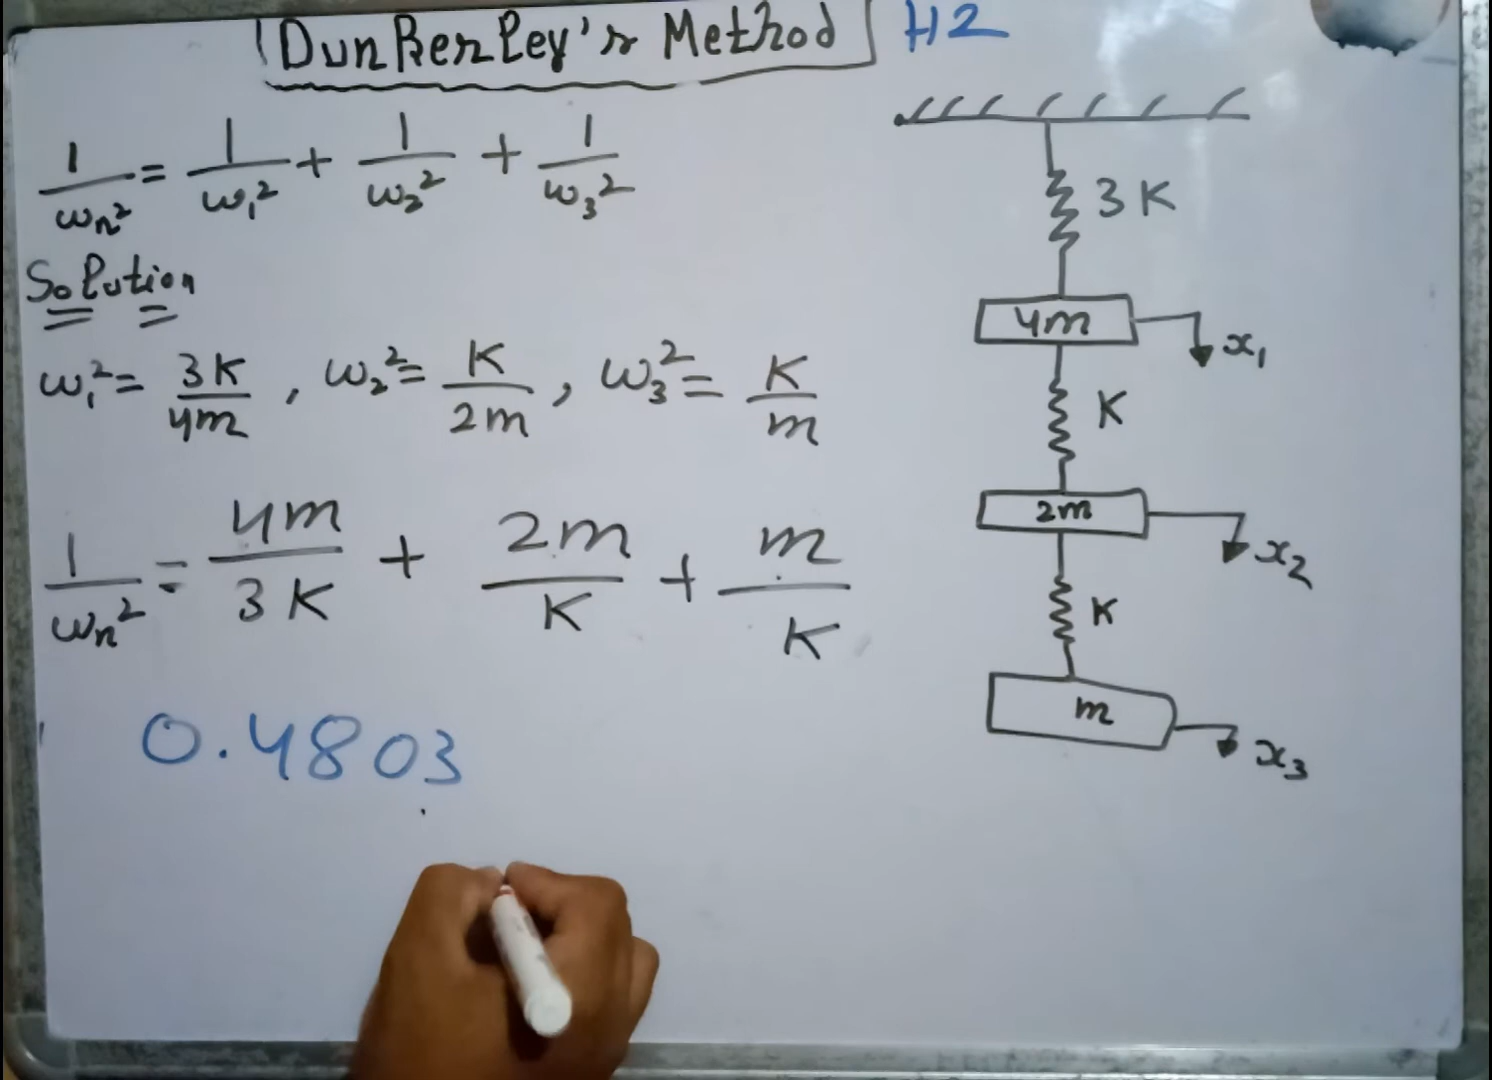 Dunkerley's Method H2
1/ωn² = 1/ω₁² + 1/ω₂² + 1/ω₃²
Solution
ω₁² = 3K/4m , ω₂² = K/2m , ω₃² = K/m
1/ωn² = 4m/3K + 2m/K + m/K
0.4803
3K
4m
x₁
K
2m
x₂
K
m
x₃